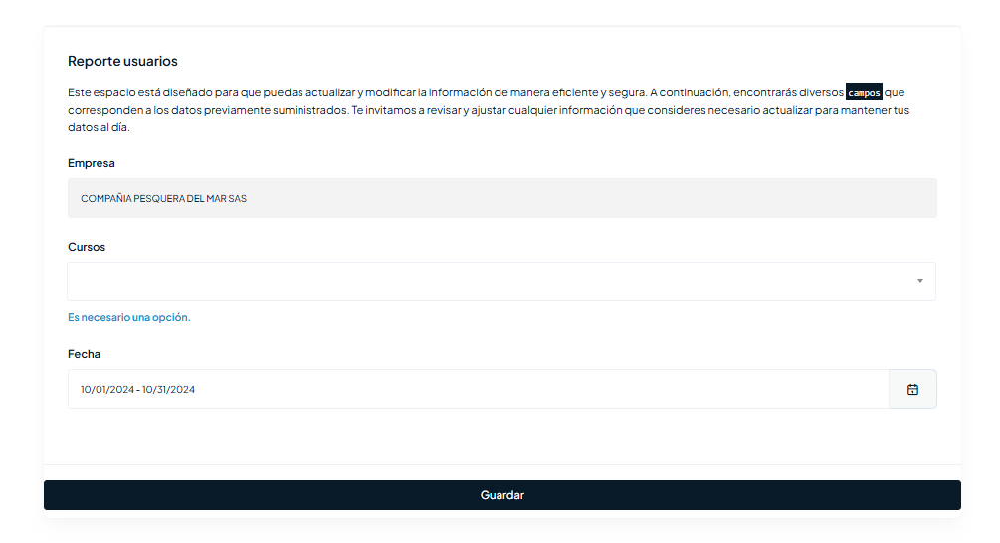 Reporte usuarios
Este espacio está diseñado para que puedas actualizar y modificar la información de manera eficiente y segura. A continuación, encontrarás diversos campos que
corresponden a los datos previamente suministrados. Te invitamos a revisar y ajustar cualquier información que consideres necesario actualizar para mantener tus
datos al día.
Empresa
COMPAÑIA PESQUERA DEL MAR SAS
Cursos
Es necesario una opción.
Fecha
10/01/2024 - 10/31/2024
Guardar